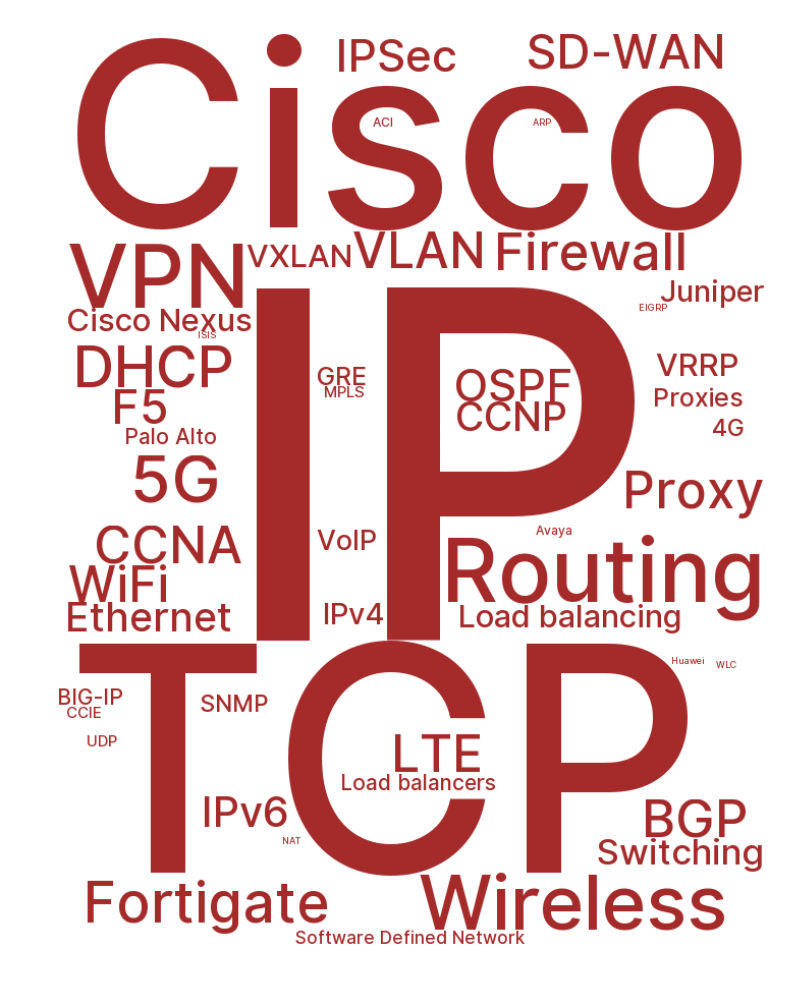 IPSec
SD-WAN
Cisco
ACI
ARP
VPN
VXLAN
VLAN
Firewall
Juniper
EIGRP
Cisco Nexus
ISIS
IP
DHCP
GRE
MPLS
OSPF
CCNP
VRRP
F5
Proxies
Palo Alto
4G
5G
Proxy
Avaya
CCNA
VoIP
Routing
WiFi
Ethernet
IPv4
Load balancing
TCP
Huawei
WLC
BIG-IP
CCIE
SNMP
UDP
LTE
Load balancers
IPv6
NAT
BGP
Switching
Fortigate
Wireless
Software Defined Network